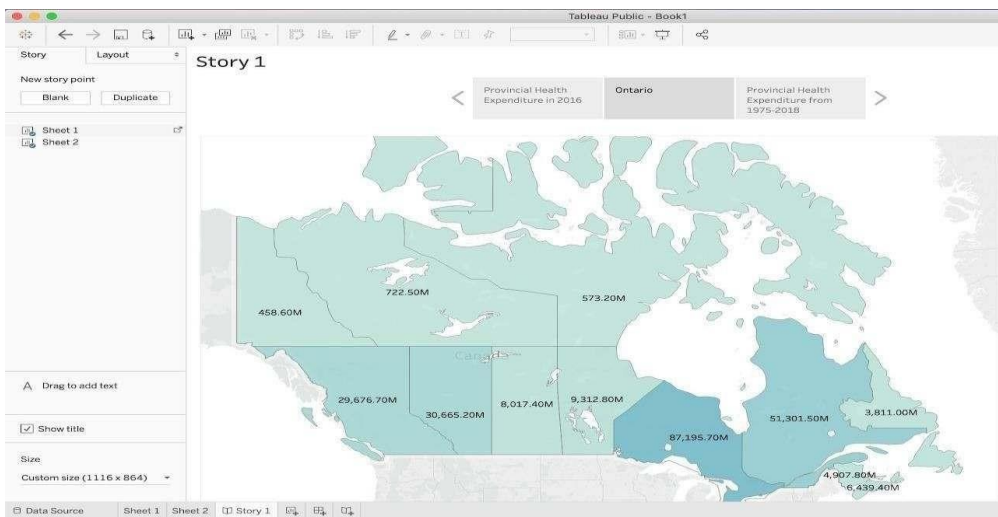 Tableau Public - Book1
Story
Layout
Story 1
New story point
Blank
Duplicate
Provincial Health
Expenditure in 2016
Ontario
Provincial Health
Expenditure from
1975-2018
Sheet 1
Sheet 2
722.50M
573.20M
458.60M
Canada
29,676.70M
30,665.20M
8,017.40M
9,312.80M
87,195.70M
51,301.50M
3,811.00M
4,907.80M
6,439.40M
A Drag to add text
Show title
Size
Custom size (1116 x 864)
Data Source
Sheet 1
Sheet 2
Story 1